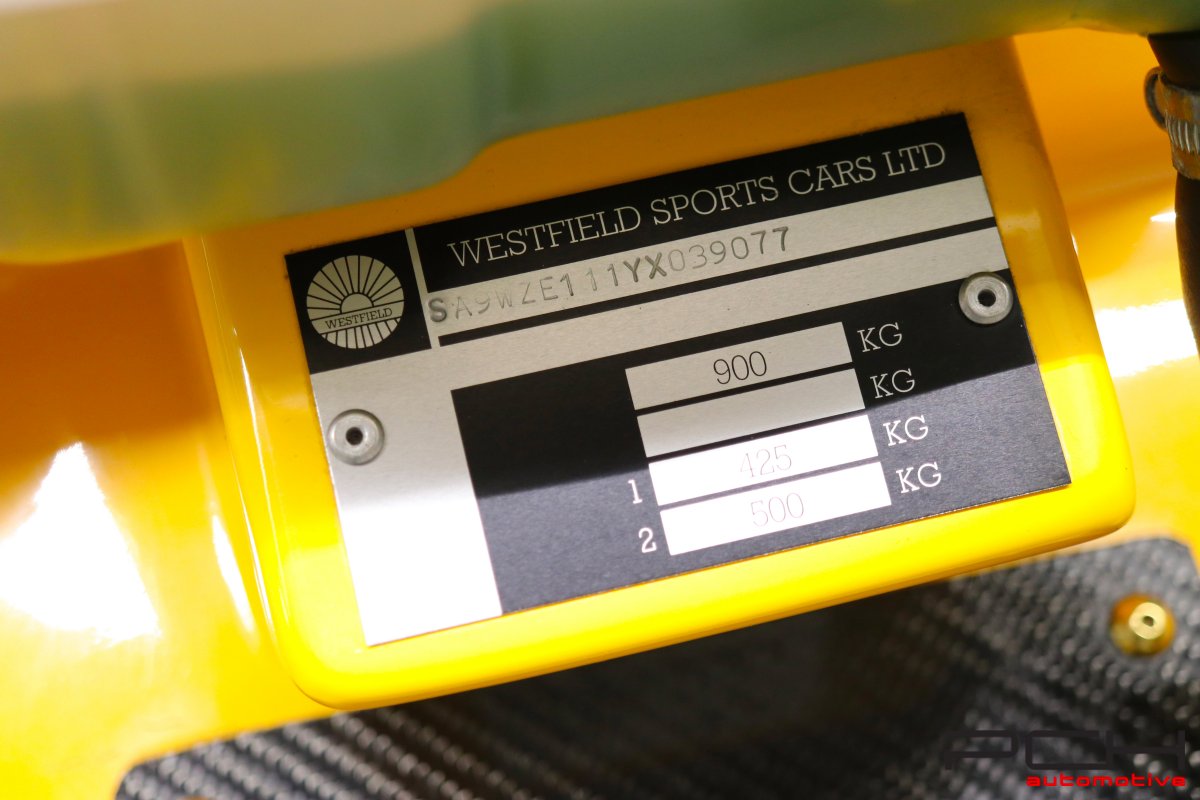 WESTFIELD SPORTS CARS LTD
WESTFIELD
SA9WZE111YX039077
900 KG
KG
1 425 KG
2 500 KG
PCH
automotive